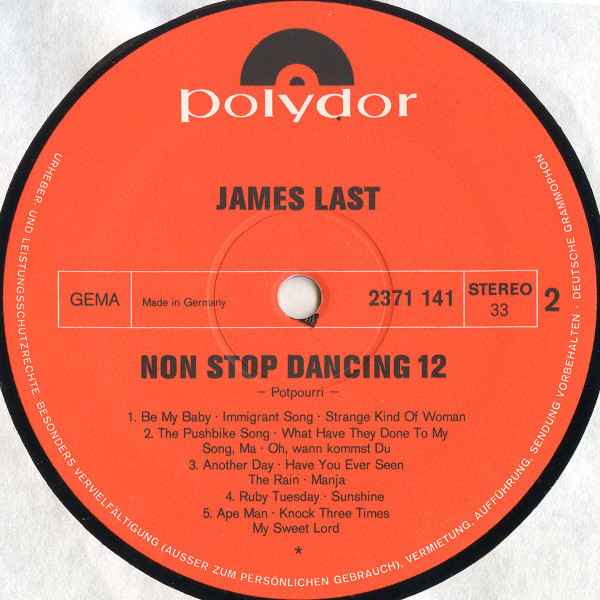 polydor
JAMES LAST
GEMA
Made in Germany
2371 141
STEREO
33
2
NON STOP DANCING 12
– Potpourri –
1. Be My Baby · Immigrant Song · Strange Kind Of Woman
2. The Pushbike Song · What Have They Done To My
Song, Ma · Oh, wann kommst Du
3. Another Day · Have You Ever Seen
The Rain · Manja
4. Ruby Tuesday · Sunshine
5. Ape Man · Knock Three Times
My Sweet Lord
*
URHEBER- UND LEISTUNGSSCHUTZRECHTE, BESONDERS VERVIELFÄLTIGUNG (AUSSER ZUM PERSÖNLICHEN GEBRAUCH), VERMIETUNG, AUFFÜHRUNG, SENDUNG VORBEHALTEN · DEUTSCHE GRAMMOPHON